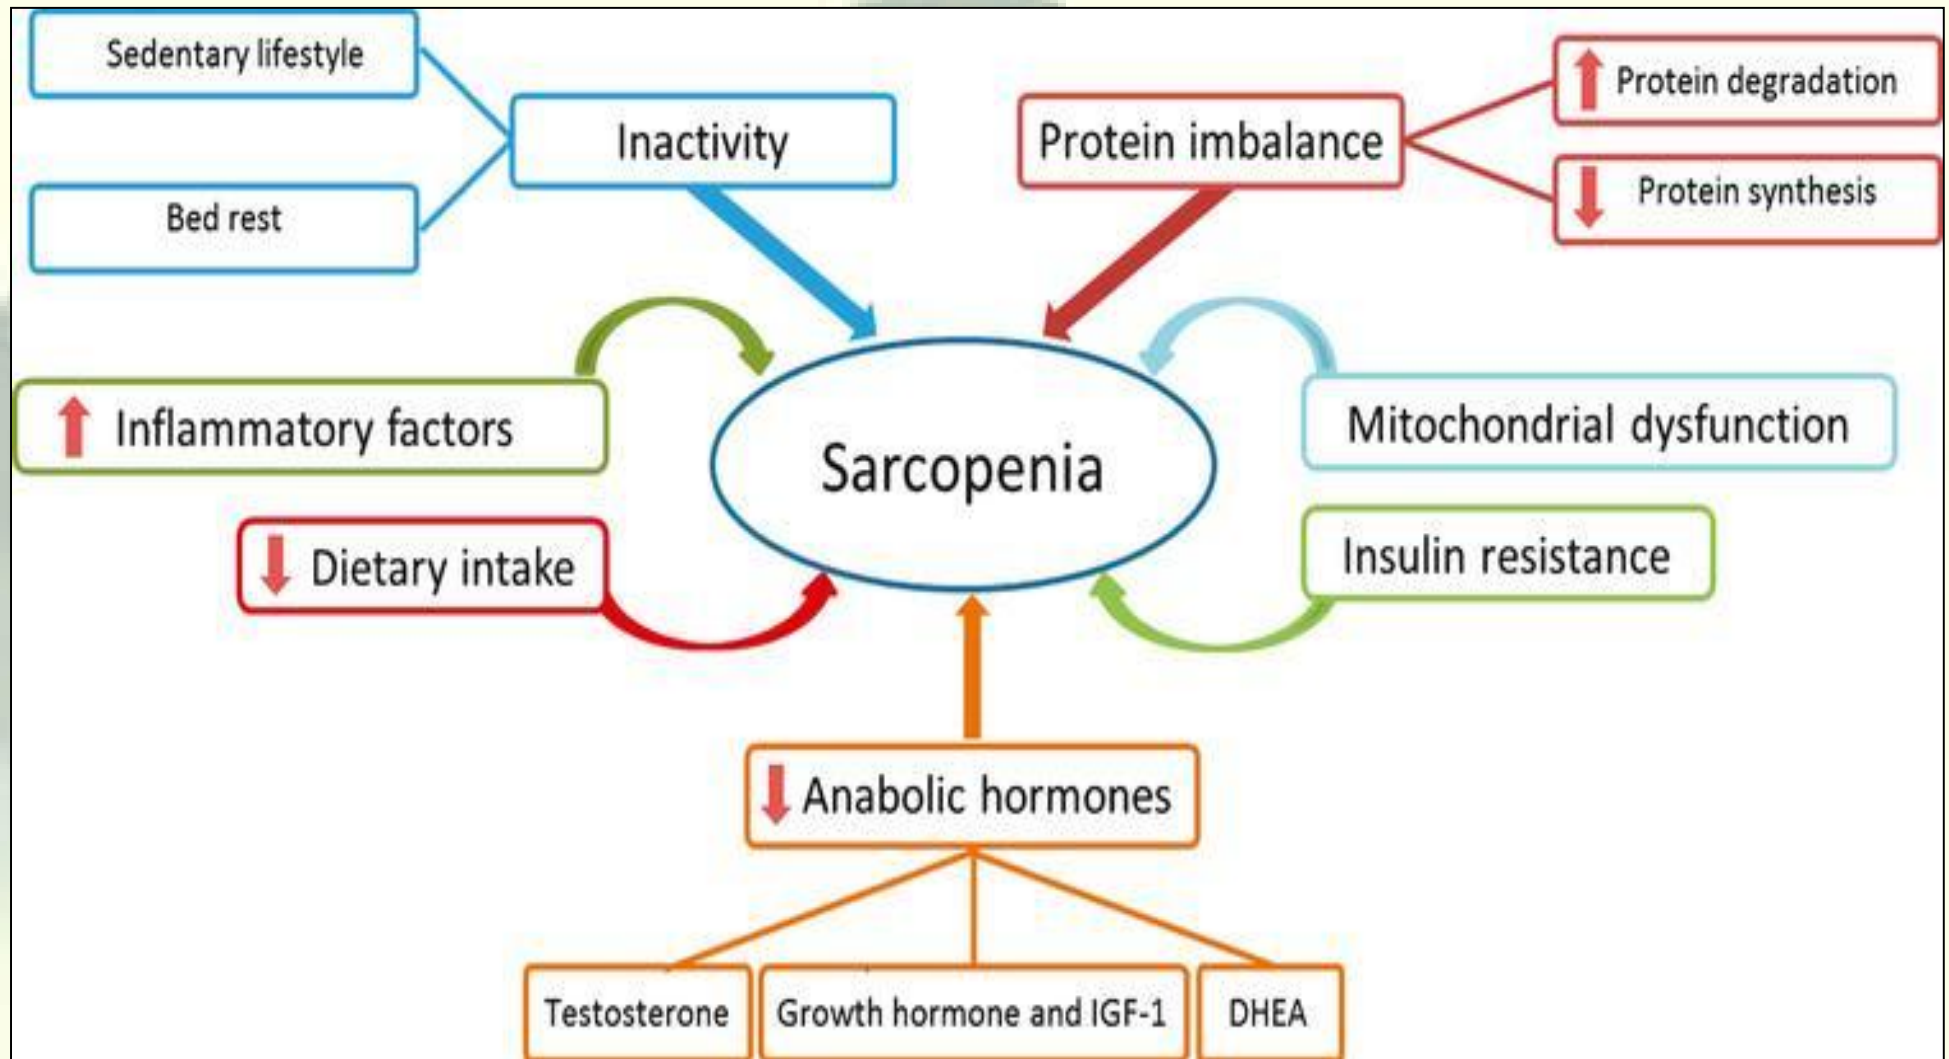 Sedentary lifestyle
Bed rest
Inactivity
Protein imbalance
Protein degradation
Protein synthesis
Inflammatory factors
Dietary intake
Sarcopenia
Mitochondrial dysfunction
Insulin resistance
Anabolic hormones
Testosterone
Growth hormone and IGF-1
DHEA